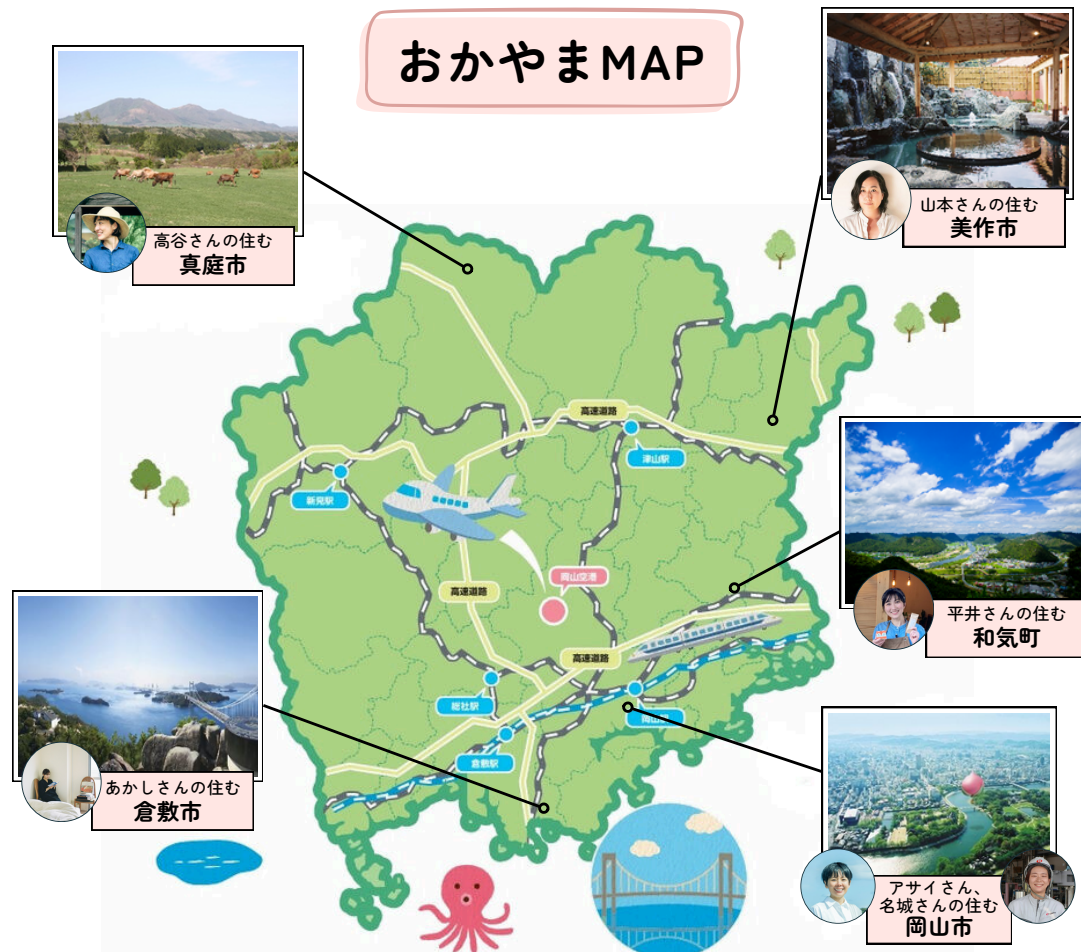 おかやまMAP
高谷さんの住む
真庭市
山本さんの住む
美作市
高速道路
津山駅
新見駅
岡山空港
高速道路
平井さんの住む
和気町
高速道路
総社駅
岡山駅
倉敷駅
あかしさんの住む
倉敷市
アサイさん、
名城さんの住む
岡山市